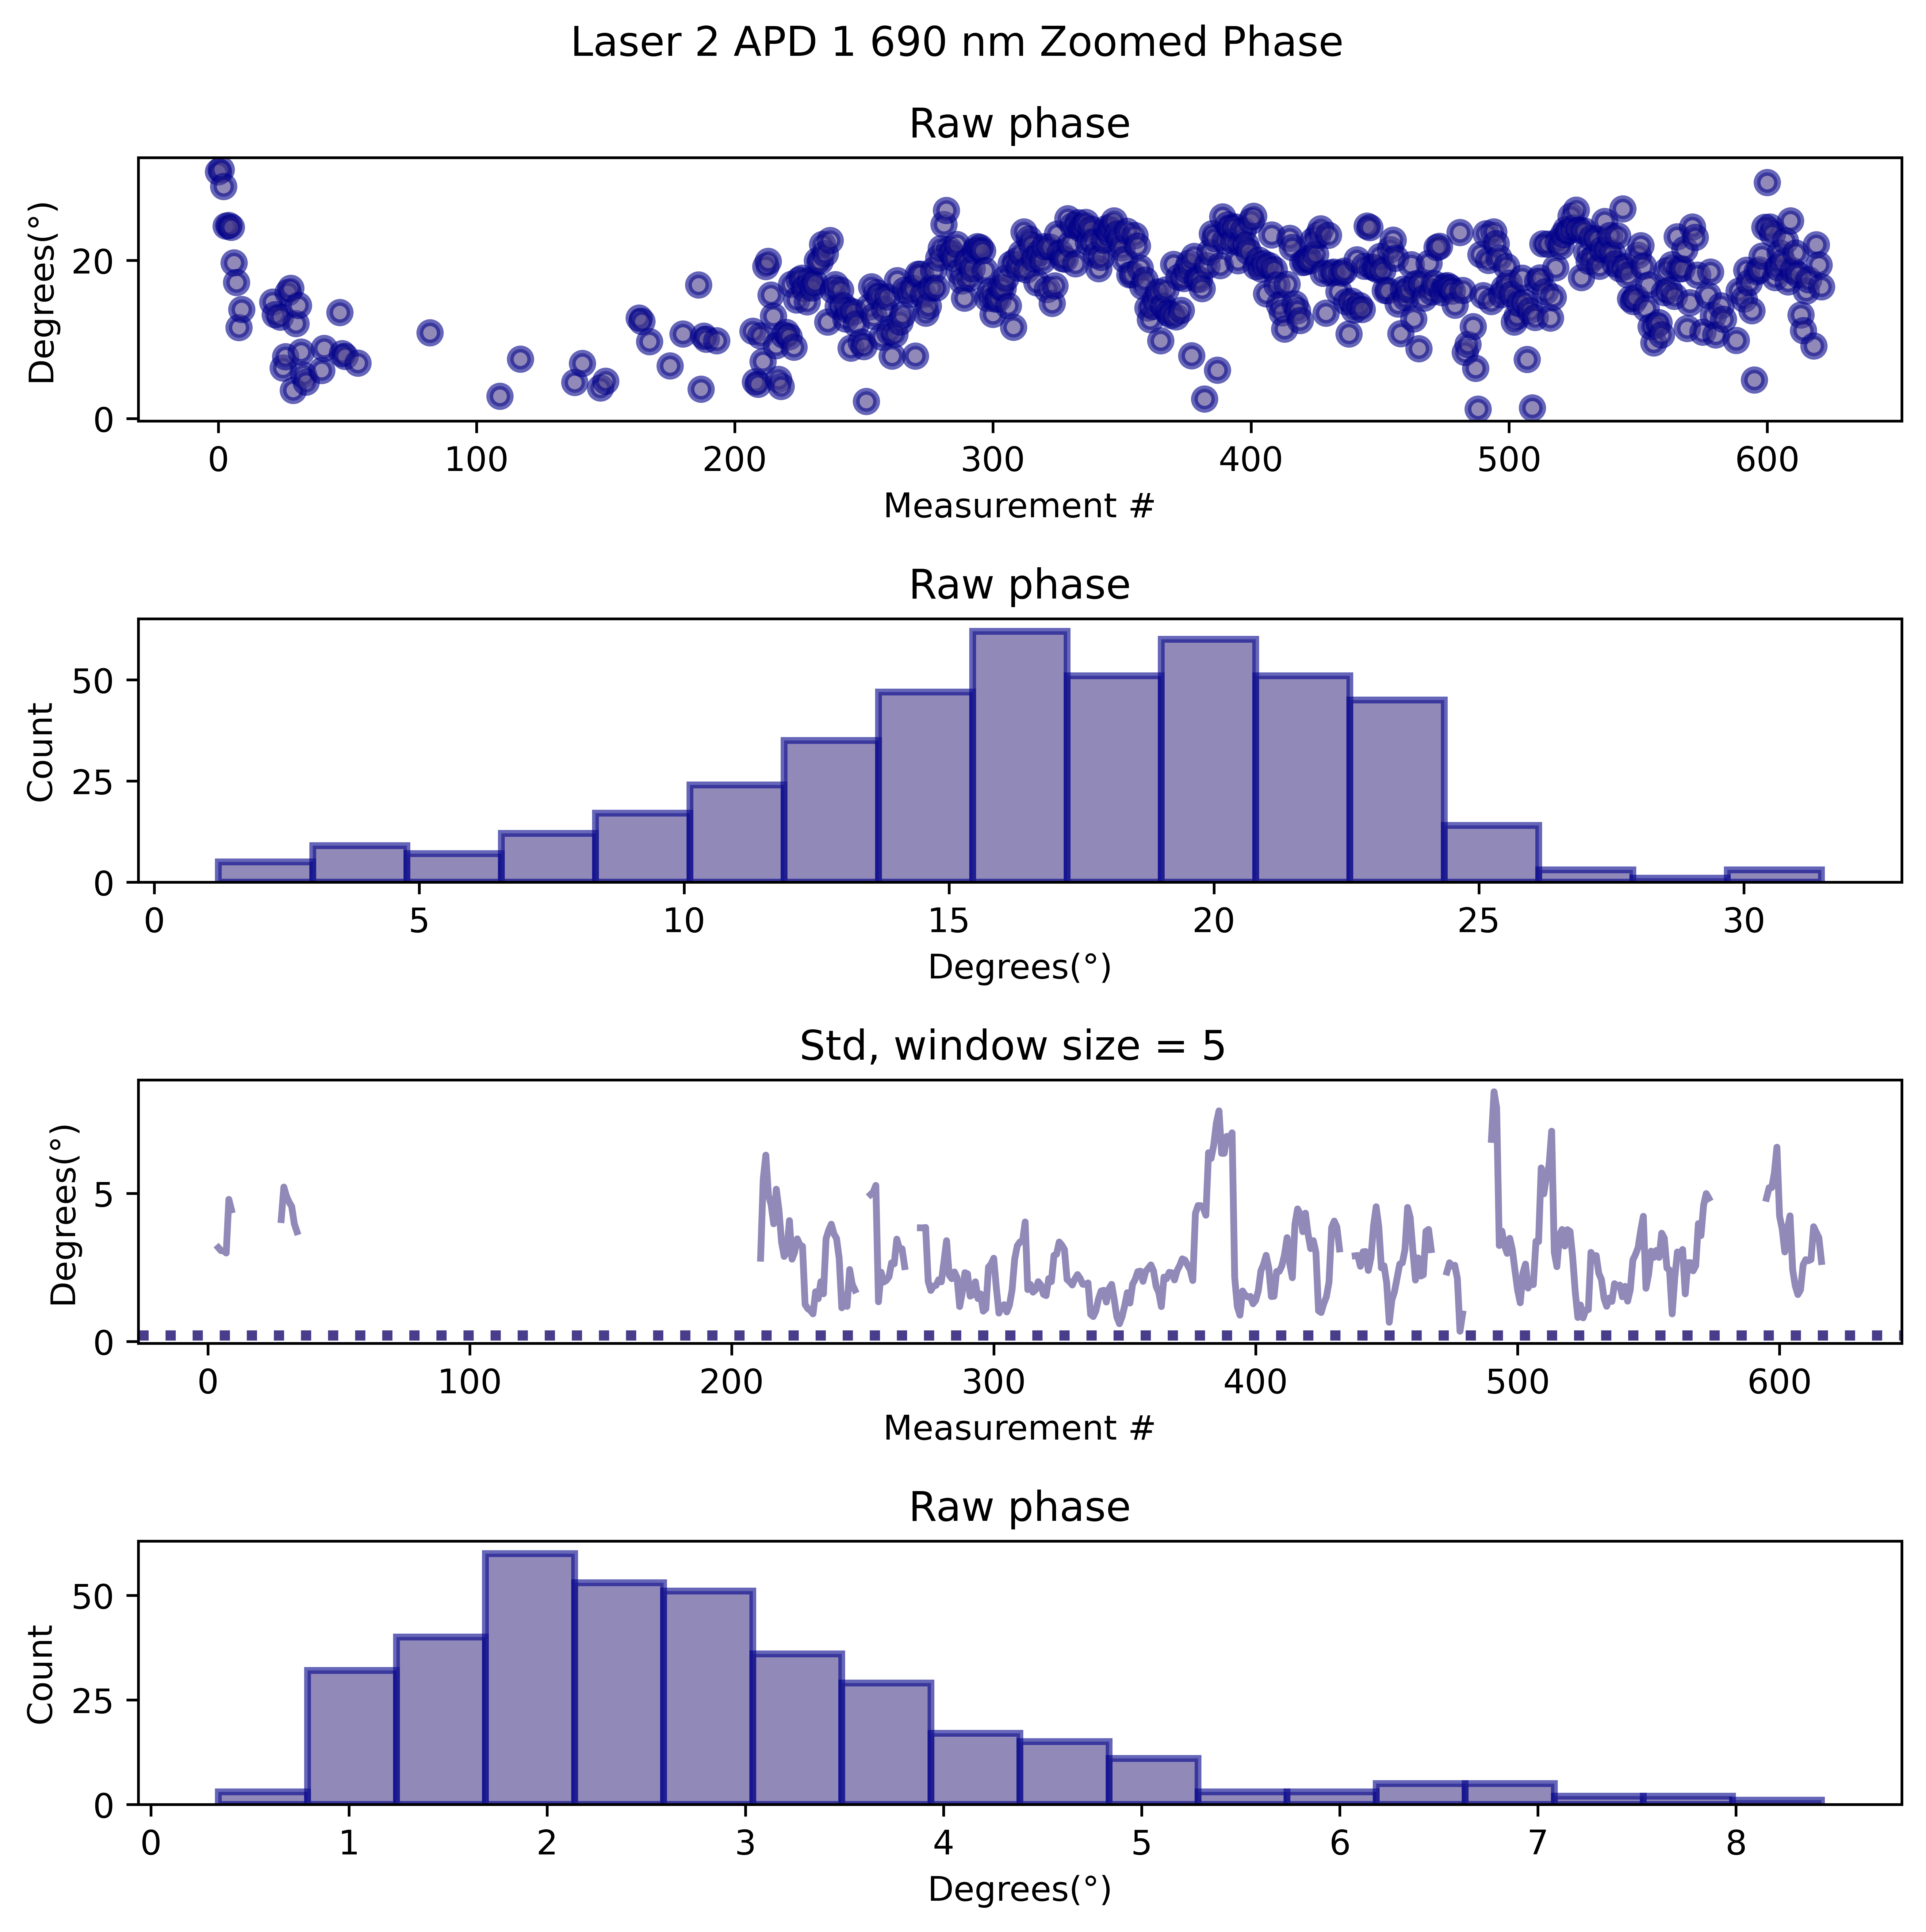 Laser 2 APD 1 690 nm Zoomed Phase
Raw phase
Degrees(°)
20
0
0 100 200 300 400 500 600
Measurement #
Raw phase
Count
50
25
0
0 5 10 15 20 25 30
Degrees(°)
Std, window size = 5
Degrees(°)
5
0
0 100 200 300 400 500 600
Measurement #
Raw phase
Count
50
25
0
0 1 2 3 4 5 6 7 8
Degrees(°)